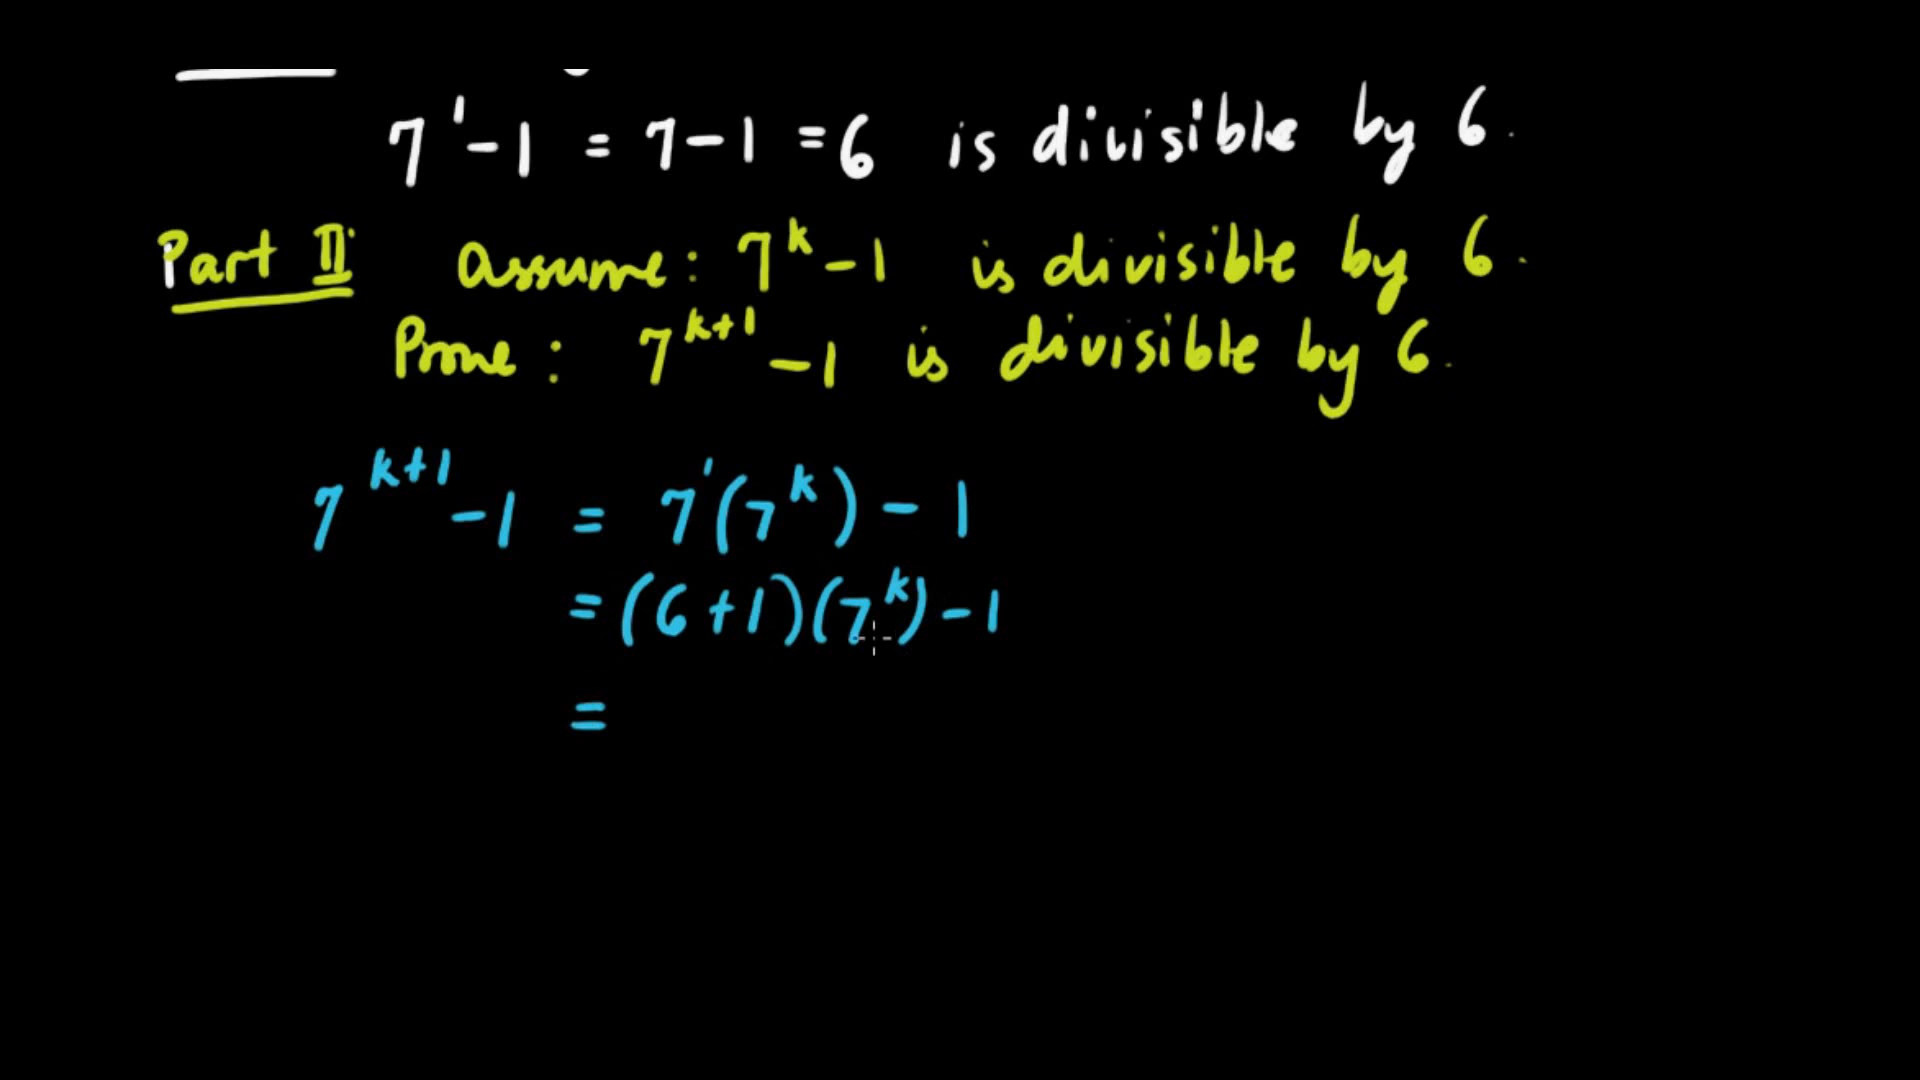 7¹-1 = 7-1 = 6 is divisible by 6.
Part II Assume: 7ᵏ-1 is divisible by 6.
Prove: 7ᵏ⁺¹-1 is divisible by 6.
7ᵏ⁺¹-1 = 7¹(7ᵏ)-1
= (6+1)(7ᵏ)-1
=